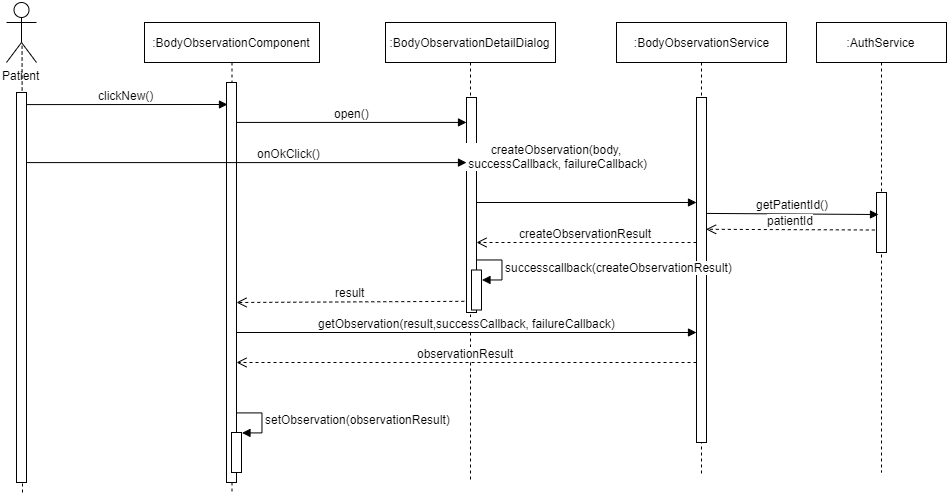 :BodyObservationComponent
:BodyObservationDetailDialog
:BodyObservationService
:AuthService
Patient
clickNew()
open()
onOkClick()
createObservation(body,
successCallback, failureCallback)
getPatientId()
patientId
createObservationResult
successcallback(createObservationResult)
result
getObservation(result,successCallback, failureCallback)
observationResult
setObservation(observationResult)